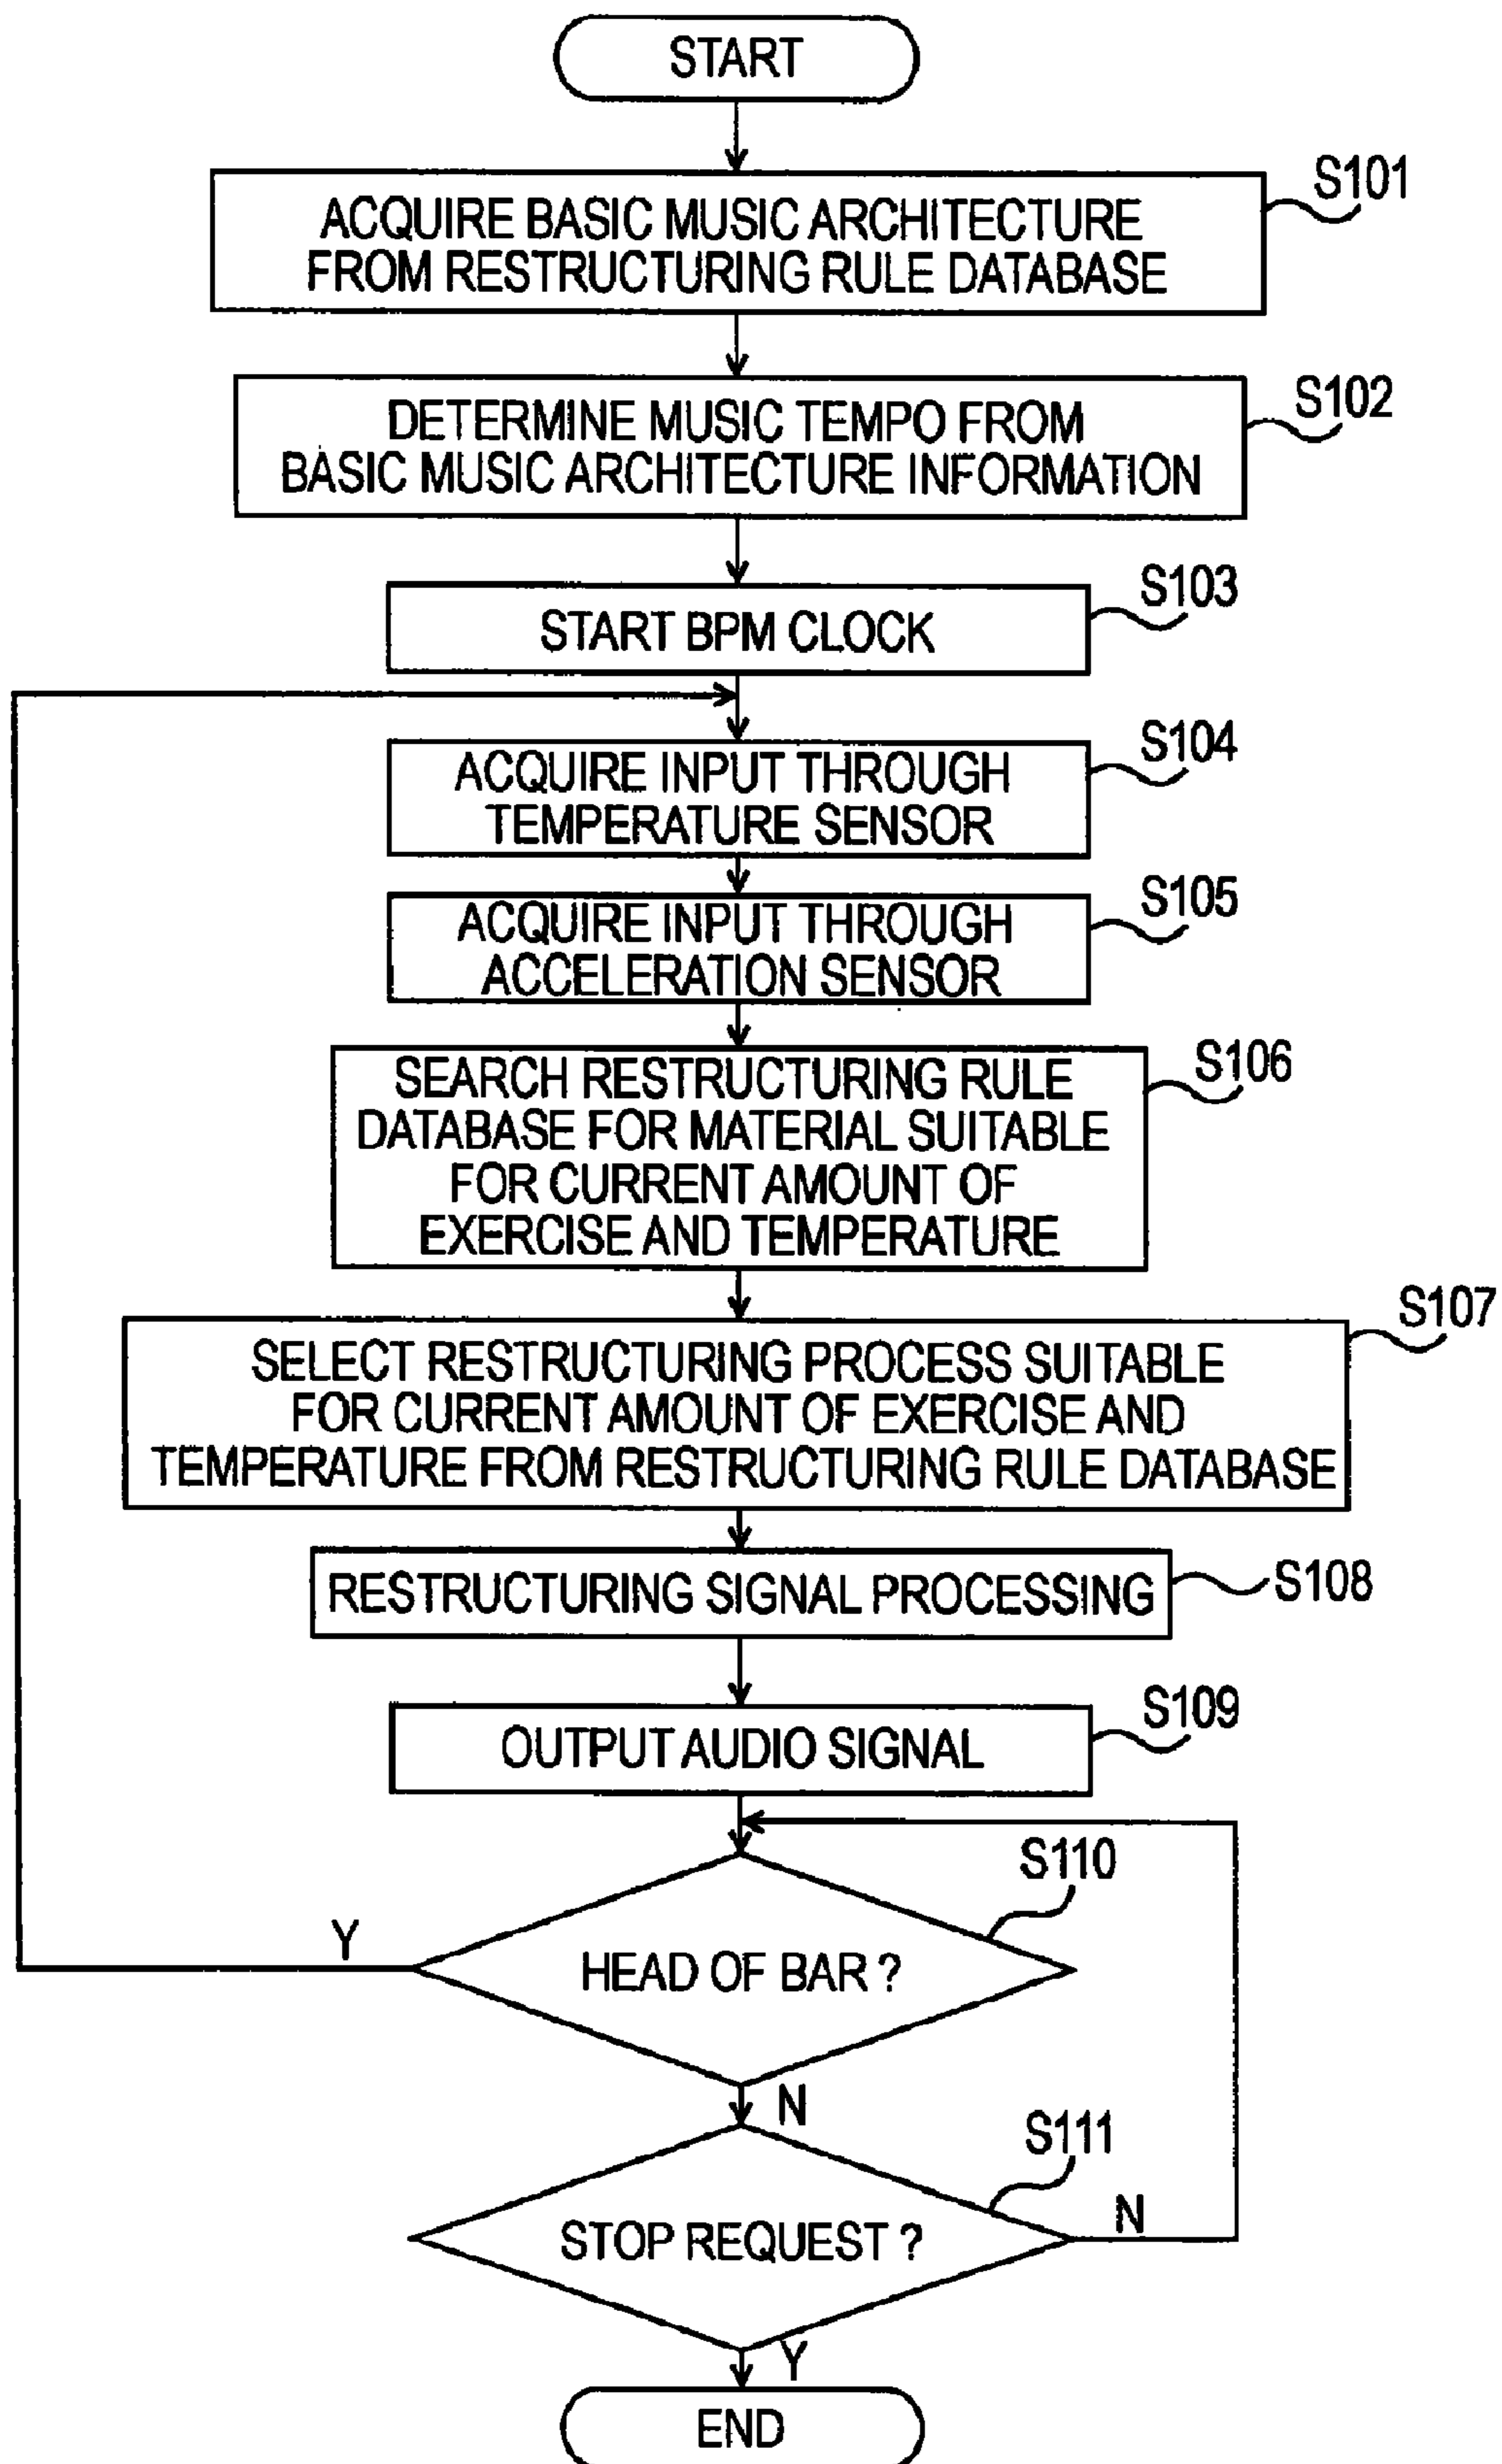 START
S101
ACQUIRE BASIC MUSIC ARCHITECTURE
FROM RESTRUCTURING RULE DATABASE
S102
DETERMINE MUSIC TEMPO FROM
BASIC MUSIC ARCHITECTURE INFORMATION
S103
START BPM CLOCK
S104
ACQUIRE INPUT THROUGH
TEMPERATURE SENSOR
S105
ACQUIRE INPUT THROUGH
ACCELERATION SENSOR
S106
SEARCH RESTRUCTURING RULE
DATABASE FOR MATERIAL SUITABLE
FOR CURRENT AMOUNT OF
EXERCISE AND TEMPERATURE
S107
SELECT RESTRUCTURING PROCESS SUITABLE
FOR CURRENT AMOUNT OF EXERCISE AND
TEMPERATURE FROM RESTRUCTURING RULE DATABASE
RESTRUCTURING SIGNAL PROCESSING
S108
S109
OUTPUT AUDIO SIGNAL
S110
Y
HEAD OF BAR ?
N
S111
STOP REQUEST ?
N
Y
END